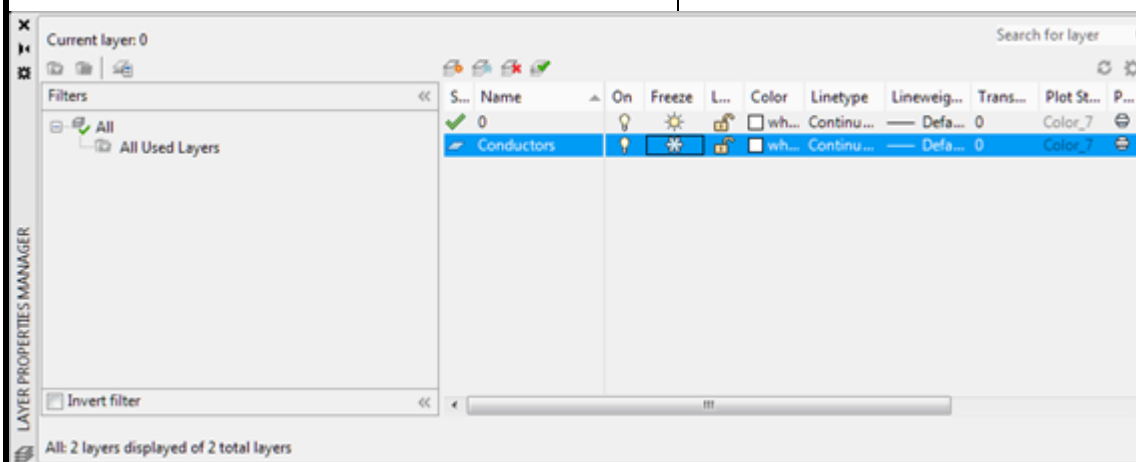 Current layer: 0
Search for layer
Filters
S... Name On Freeze L... Color Linetype Lineweig... Trans... Plot St... P...
All
0 wh... Continu... Defa... 0 Color_7
All Used Layers
Conductors wh... Continu... Defa... 0 Color_7
LAYER PROPERTIES MANAGER
Invert filter
All: 2 layers displayed of 2 total layers